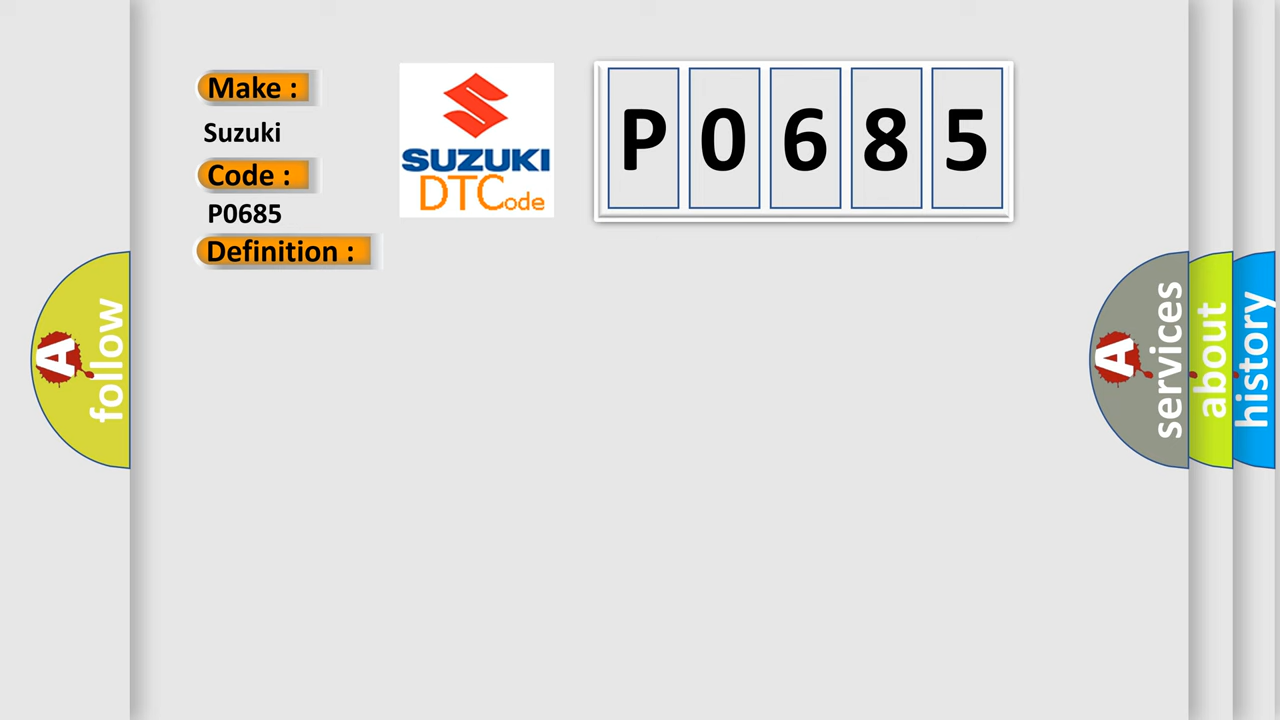 Make :
Suzuki
Code :
P0685
Definition :
SUZUKI
DTCode
P0685
A follow
A services
about
history